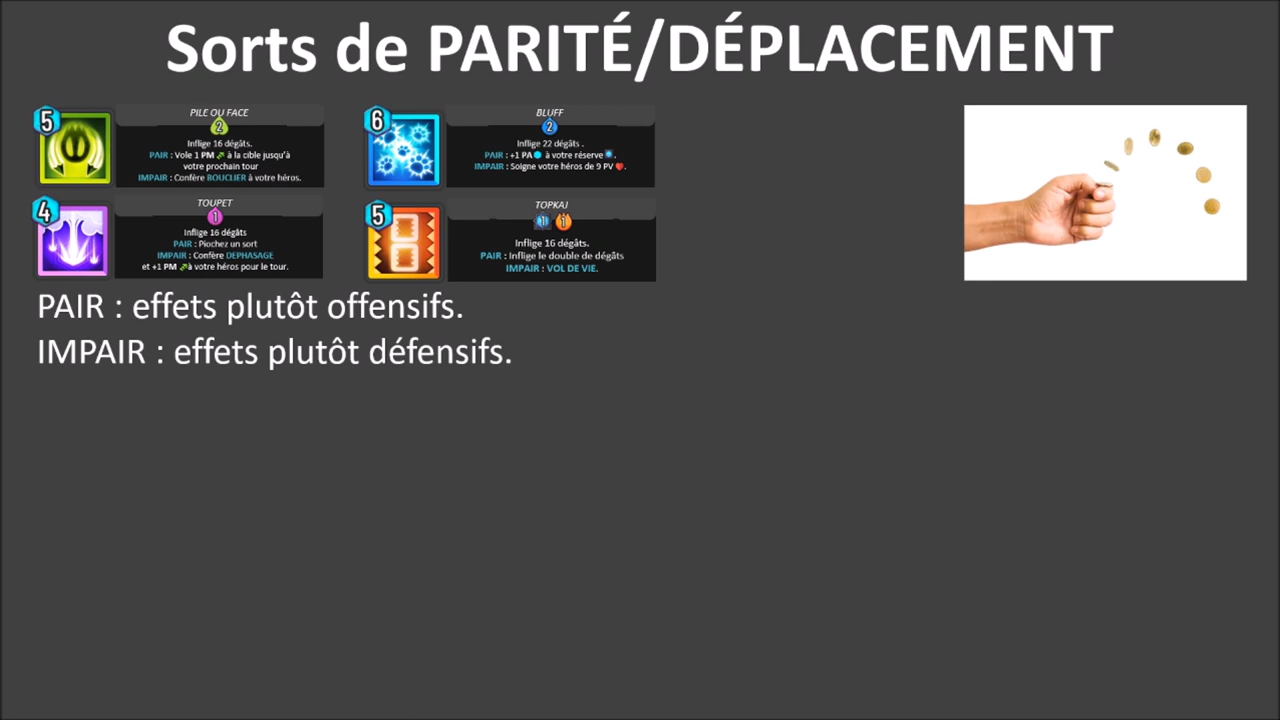 Sorts de PARITÉ/DÉPLACEMENT
5
PILE OU FACE
2
Inflige 16 dégâts.
PAIR : Vole 1 PM à la cible jusqu'à
votre prochain tour
IMPAIR : Confère BOUCLIER à votre héros.
6
BLUFF
2
Inflige 22 dégâts .
PAIR : +1 PA à votre réserve .
IMPAIR : Soigne votre héros de 9 PV .
4
TOUPET
1
Inflige 16 dégâts
PAIR : Piochez un sort
IMPAIR : Confère DEPHASAGE
et +1 PM à votre héros pour le tour.
5
TOPKAJ
1 1
Inflige 16 dégâts.
PAIR : Inflige le double de dégâts
IMPAIR : VOL DE VIE.
PAIR : effets plutôt offensifs.
IMPAIR : effets plutôt défensifs.